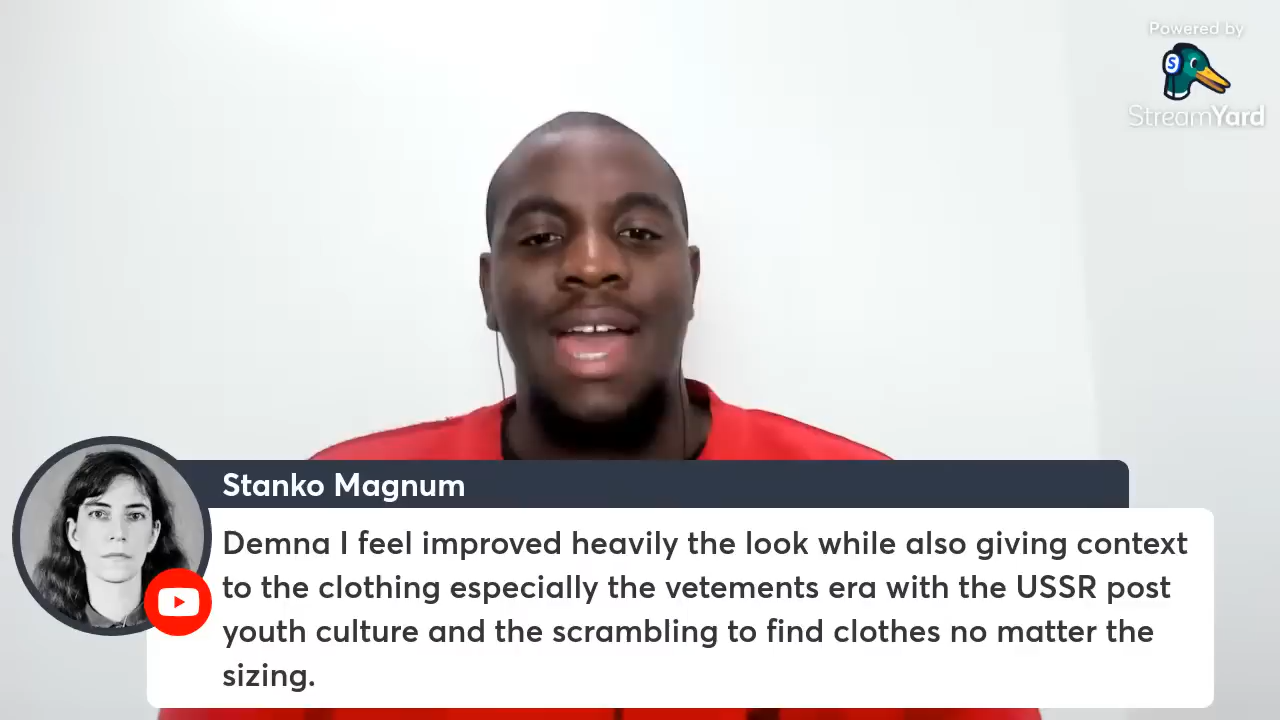 Powered by
StreamYard
Stanko Magnum
Demna I feel improved heavily the look while also giving context
to the clothing especially the vetements era with the USSR post
youth culture and the scrambling to find clothes no matter the
sizing.